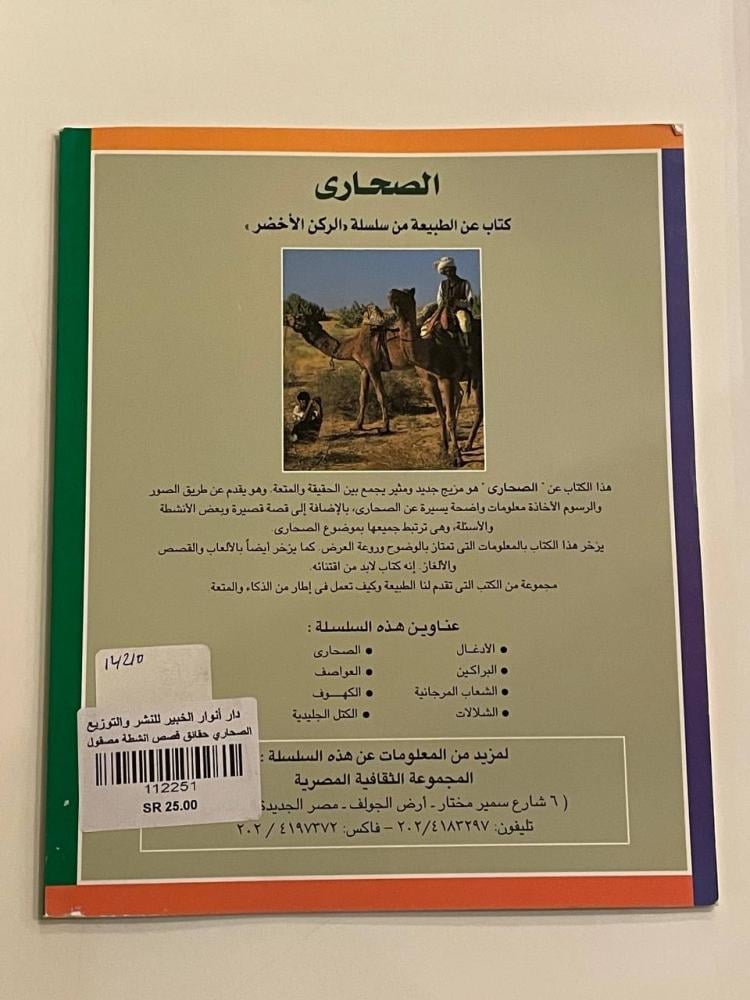 الصحارى
كتاب عن الطبيعة من سلسلة «الركن الأخضر»
هذا الكتاب عن "الصحارى" هو مزيج جديد ومثير يجمع بين الحقيقة والمتعة. وهو يقدم عن طريق الصور
والرسوم الأخاذة معلومات واضحة يسيرة عن الصحارى، بالإضافة إلى قصة قصيرة وبعض الأنشطة
والأسئلة، وهى ترتبط جميعها بموضوع الصحارى.
يزخر هذا الكتاب بالمعلومات التى تمتاز بالوضوح وروعة العرض. كما يزخر أيضاً بالألعاب والقصص
والألغاز. إنه كتاب لابد من اقتنائه.
مجموعة من الكتب التى تقدم لنا الطبيعة وكيف تعمل فى إطار من الذكاء والمتعة.
عناوين هذه السلسلة :
• الأدغال
• البراكين
• الشعاب المرجانية
• الشلالات
• الصحارى
• العواصف
• الكهوف
• الكتل الجليدية
لمزيد من المعلومات عن هذه السلسلة :
المجموعة الثقافية المصرية
( ٦ شارع سمير مختار - أرض الجولف - مصر الجديدة
تليفون: ٢٠٢/٤١٨٣٢٩٧ – فاكس: ٤١٩٧٣٧٢ / ٢٠٢
14210
دار أنوار الخبير للنشر والتوزيع
الصحاري حقائق قصص انشطة مصقول
112251
SR 25.00